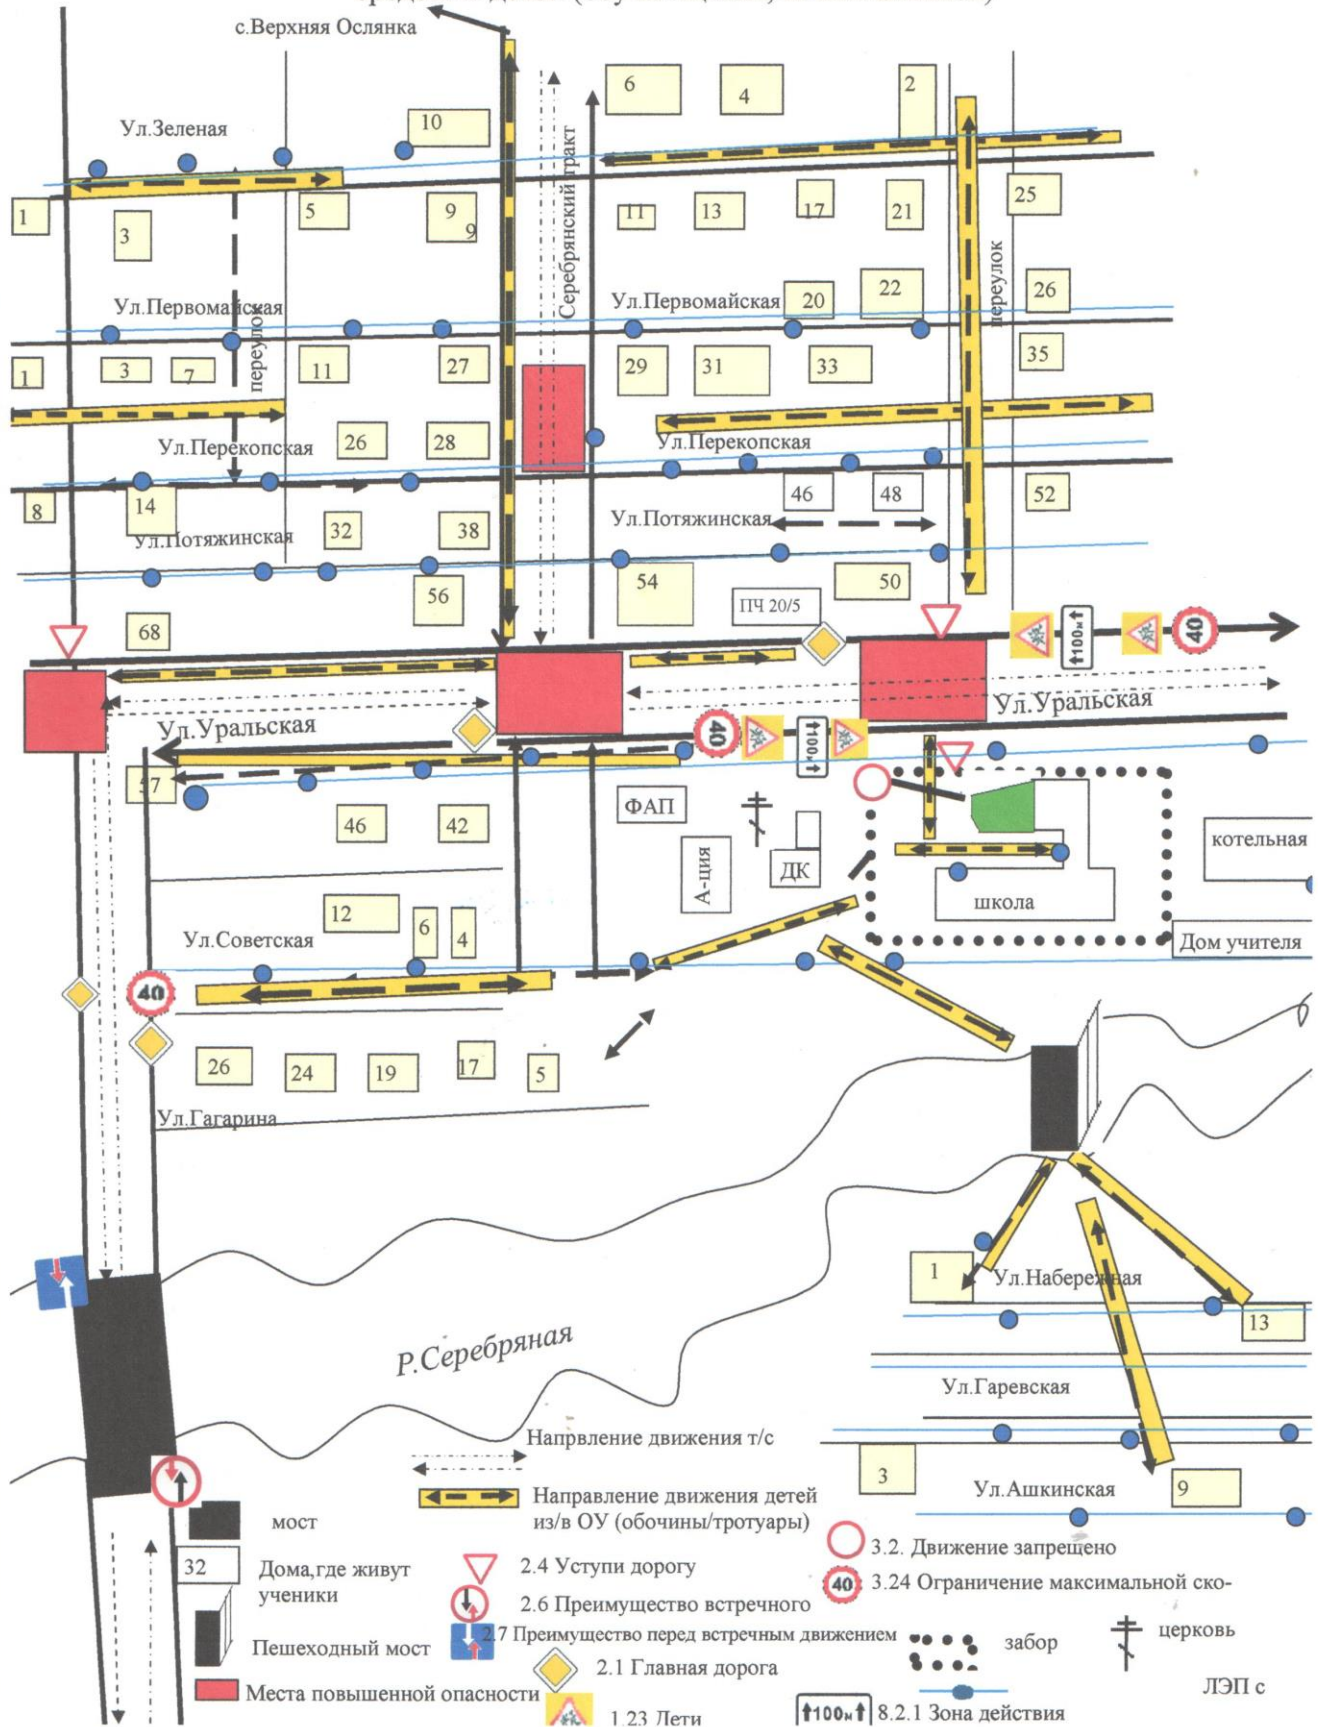 с.Верхняя Ослянка
6
4
2
10
Ул.Зеленая
Серебрянский тракт
1
3
5
9
9
11
13
17
21
25
переулок
Ул.Первомайская
переулок
Ул.Первомайская
20
22
26
1
3
7
11
27
29
31
33
35
Ул.Перекопская
26
28
Ул.Перекопская
8
14
32
38
46
48
52
Ул.Потяжинская
Ул.Потяжинская
56
54
50
ПЧ 20/5
68
100м
40
Ул.Уральская
Ул.Уральская
40
100м
57
46
42
ФАП
А-ция
ДК
котельная
школа
12
6
4
Ул.Советская
Дом учителя
40
26
24
19
17
5
Ул.Гагарина
1
Ул.Набережная
13
Р.Серебряная
Ул.Гаревская
3
Ул.Ашкинская
9
Напрвление движения т/с
Направление движения детей
из/в ОУ (обочины/тротуары)
мост
32
Дома,где живут
ученики
Пешеходный мост
Места повышенной опасности
2.4 Уступи дорогу
2.6 Преимущество встречного
2.7 Преимущество перед встречным движением
2.1 Главная дорога
1.23 Дети
3.2. Движение запрещено
40
3.24 Ограничение максимальной ско-
забор
церковь
ЛЭП с
100м
8.2.1 Зона действия